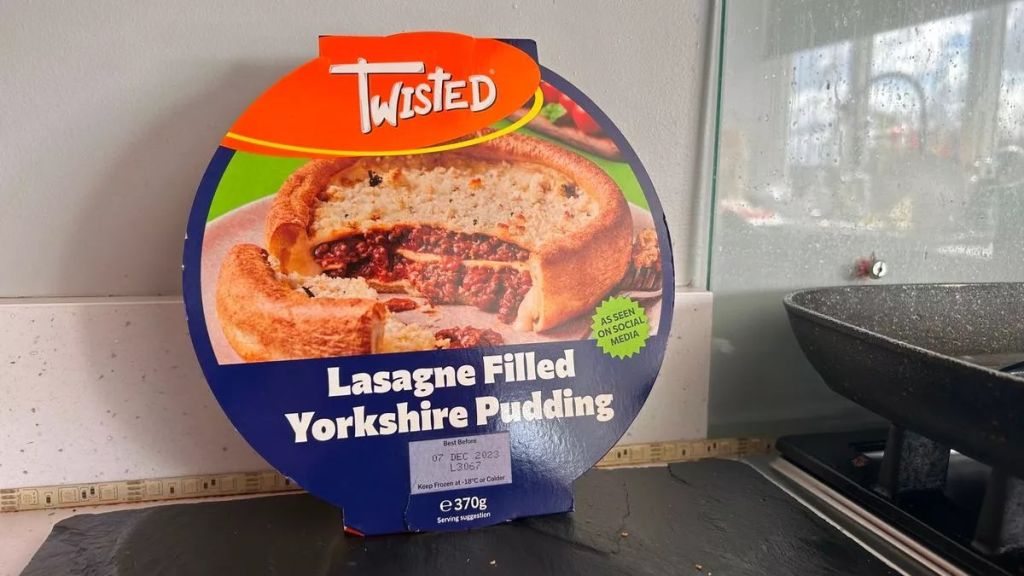 TWISTED
AS SEEN
ON SOCIAL
MEDIA
Lasagne Filled
Yorkshire Pudding
Best Before
07 DEC 2023
L3067
Keep Frozen at -18°C or Colder
e 370g
Serving suggestion